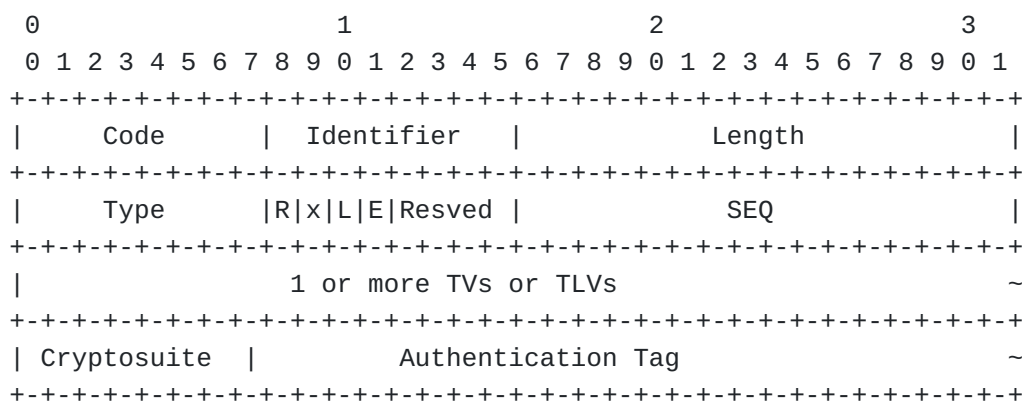 0                   1                   2                   3
 0 1 2 3 4 5 6 7 8 9 0 1 2 3 4 5 6 7 8 9 0 1 2 3 4 5 6 7 8 9 0 1
+-+-+-+-+-+-+-+-+-+-+-+-+-+-+-+-+-+-+-+-+-+-+-+-+-+-+-+-+-+-+-+-+
|     Code      |  Identifier   |            Length             |
+-+-+-+-+-+-+-+-+-+-+-+-+-+-+-+-+-+-+-+-+-+-+-+-+-+-+-+-+-+-+-+-+
|     Type      |R|x|L|E|Resved |             SEQ               |
+-+-+-+-+-+-+-+-+-+-+-+-+-+-+-+-+-+-+-+-+-+-+-+-+-+-+-+-+-+-+-+-+
|                 1 or more TVs or TLVs                         ~
+-+-+-+-+-+-+-+-+-+-+-+-+-+-+-+-+-+-+-+-+-+-+-+-+-+-+-+-+-+-+-+-+
| Cryptosuite  |         Authentication Tag                     ~
+-+-+-+-+-+-+-+-+-+-+-+-+-+-+-+-+-+-+-+-+-+-+-+-+-+-+-+-+-+-+-+-+